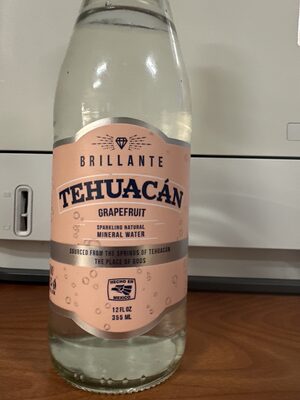 BRILLANTE
TEHUACÁN
GRAPEFRUIT
SPARKLING NATURAL
MINERAL WATER
SOURCED FROM THE SPRINGS OF TEHUACÁN
THE PLACE OF GODS
HECHO EN
MEXICO
12 FL OZ
355 ML